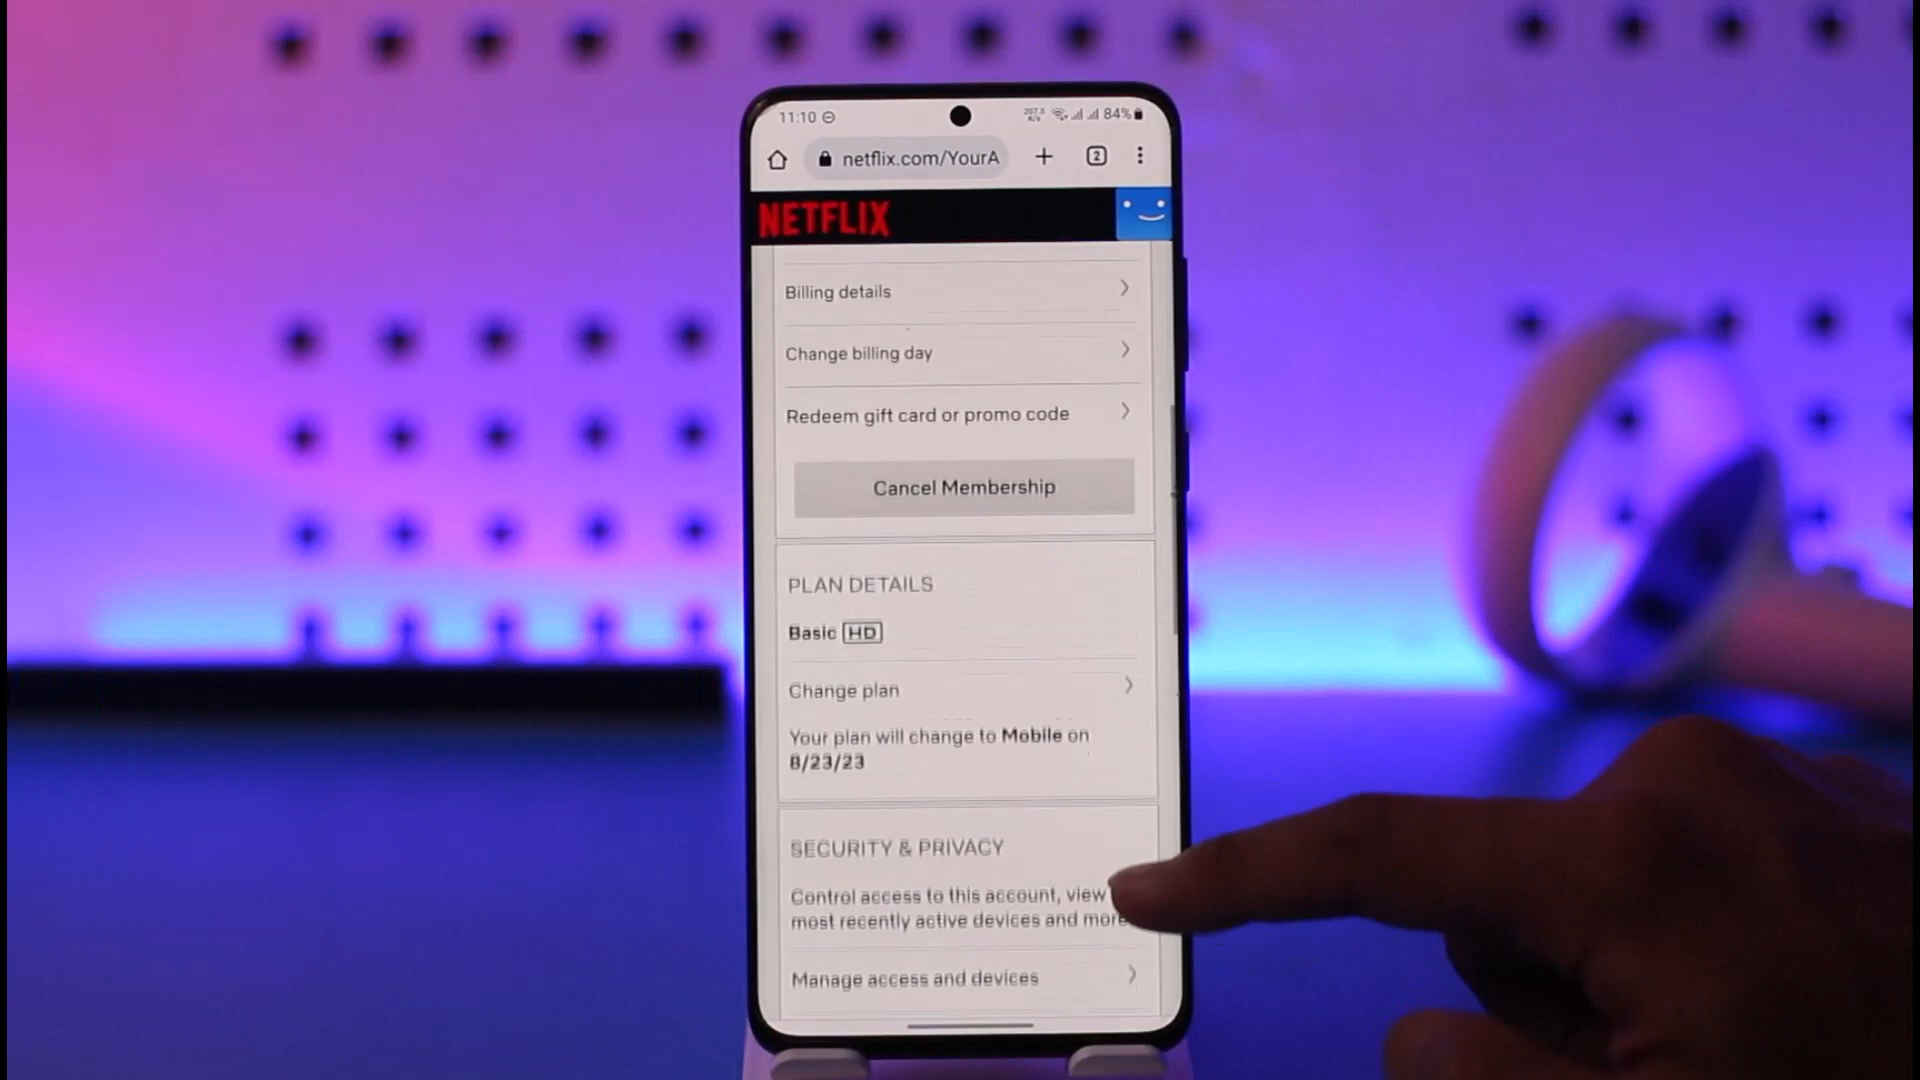 11:10
84%
netflix.com/YourA
2
NETFLIX
Billing details
Change billing day
Redeem gift card or promo code
Cancel Membership
PLAN DETAILS
Basic HD
Change plan
Your plan will change to Mobile on
8/23/23
SECURITY & PRIVACY
Control access to this account, view
most recently active devices and more
Manage access and devices